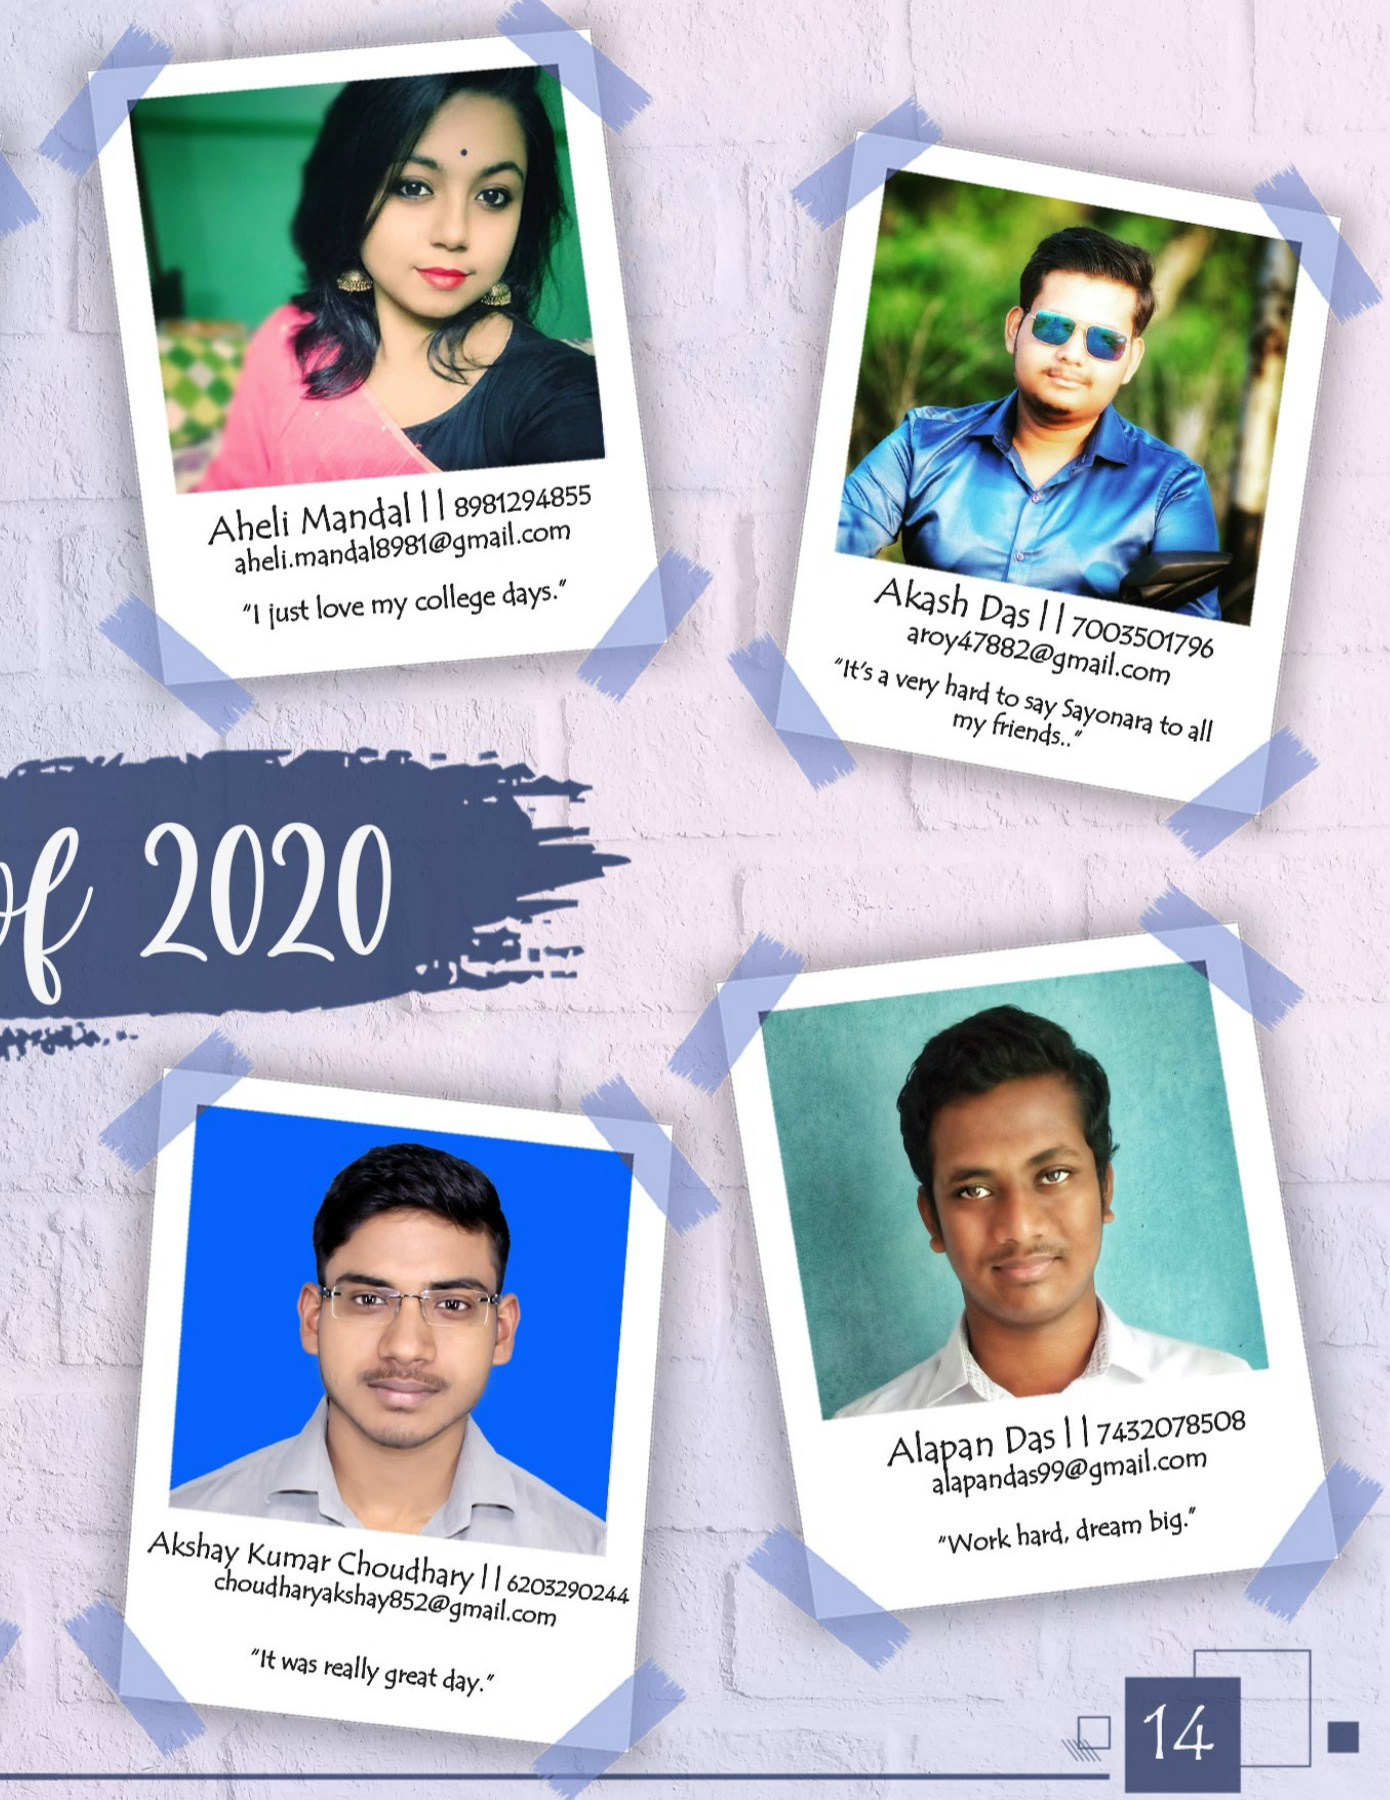 Aheli Mandal || 8981294855
aheli.mandal8981@gmail.com
"I just love my college days."
Akash Das || 7003501796
aroy47882@gmail.com
"It's a very hard to say Sayonara to all
my friends.."
of 2020
Akshay Kumar Choudhary || 6203290244
choudharyakshay852@gmail.com
"It was really great day."
Alapan Das || 7432078508
alapandas99@gmail.com
"Work hard, dream big."
14